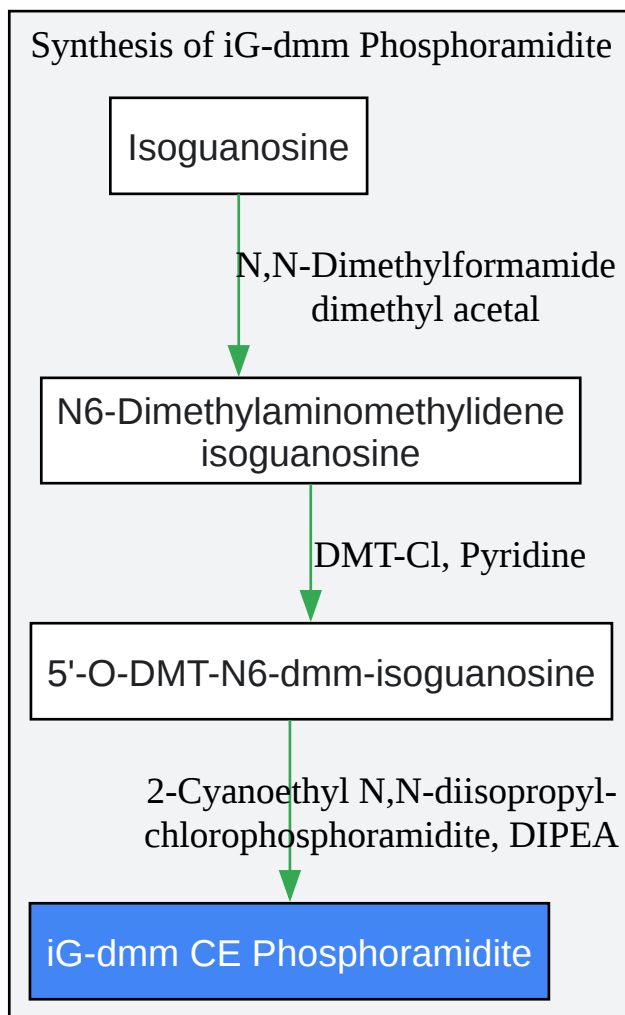 Synthesis of iG-dmm Phosphoramidite
Isoguanosine
N,N-Dimethylformamide
dimethyl acetal
N6-Dimethylaminomethylidene
isoguanosine
DMT-Cl, Pyridine
5'-O-DMT-N6-dmm-isoguanosine
2-Cyanoethyl N,N-diisopropyl-
chlorophosphoramidite, DIPEA
iG-dmm CE Phosphoramidite